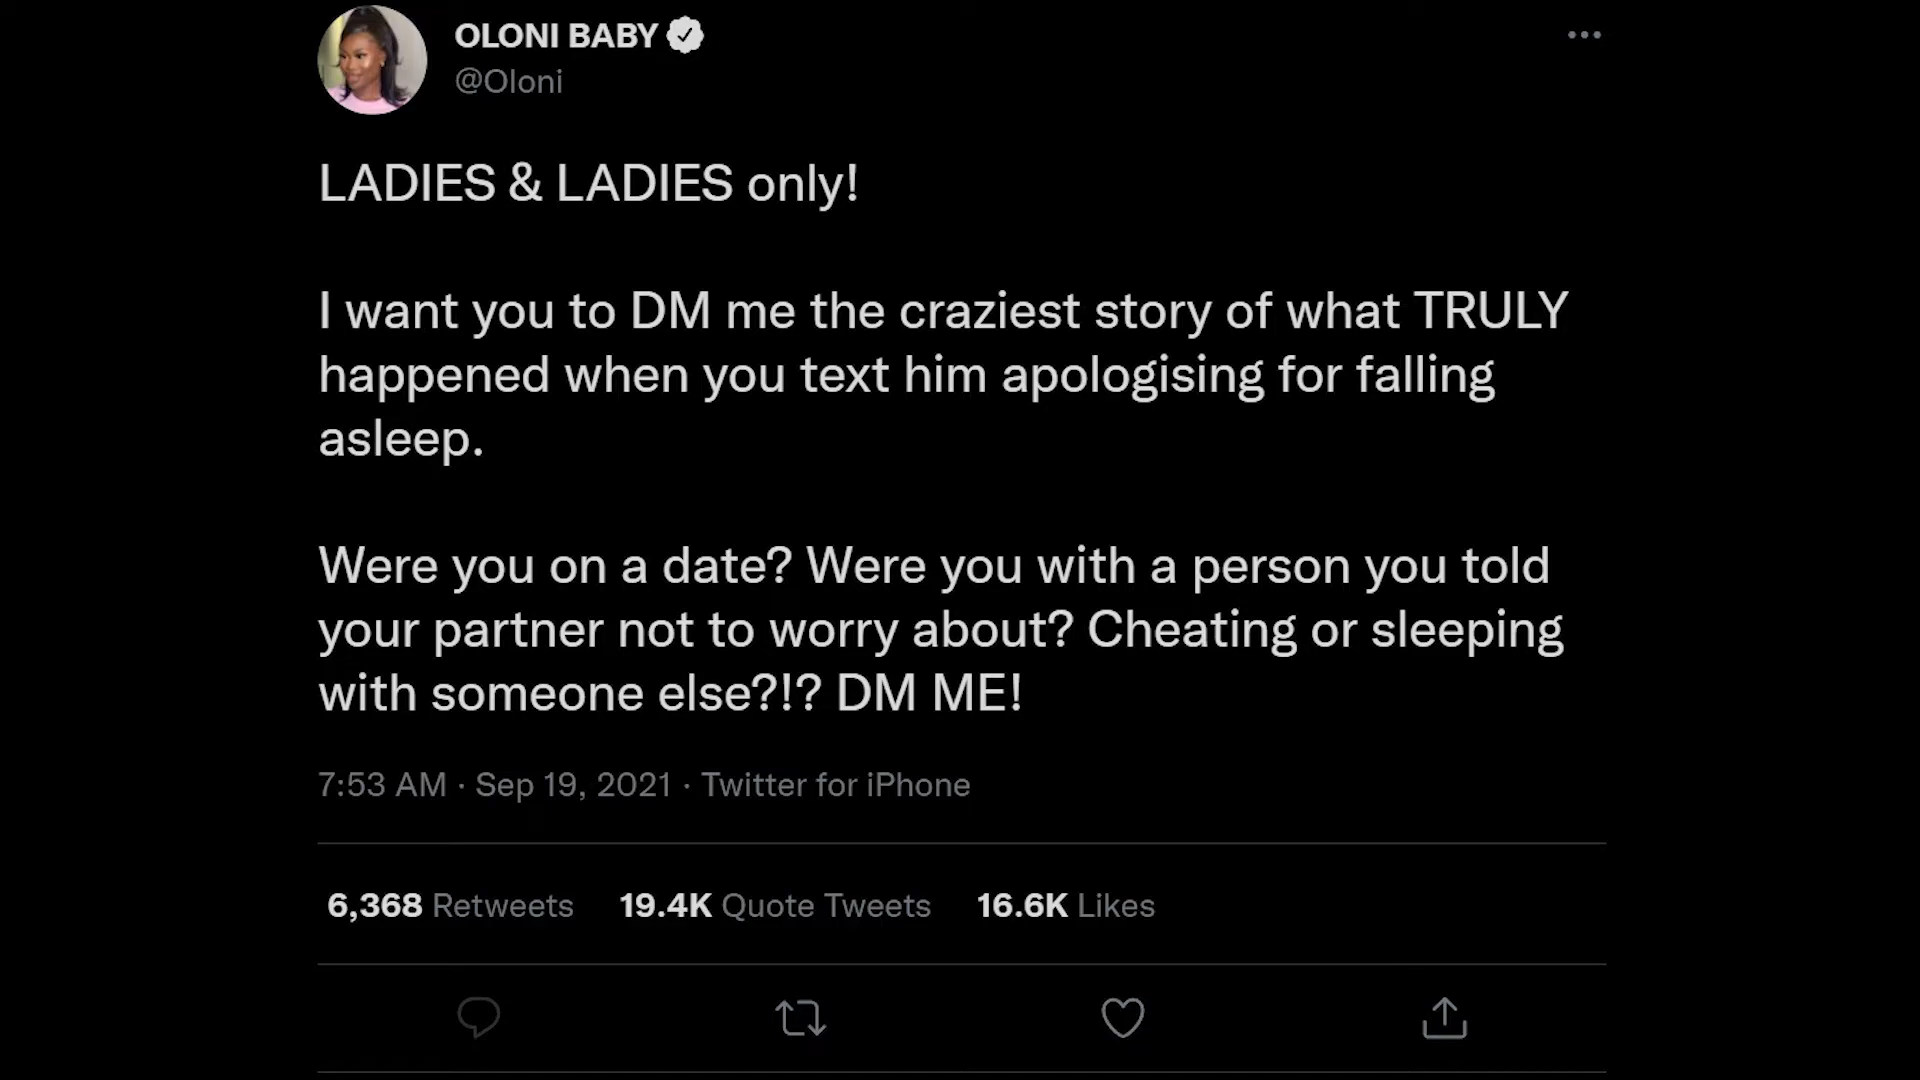 OLONI BABY
@Oloni
LADIES & LADIES only!
I want you to DM me the craziest story of what TRULY
happened when you text him apologising for falling
asleep.
Were you on a date? Were you with a person you told
your partner not to worry about? Cheating or sleeping
with someone else?!? DM ME!
7:53 AM · Sep 19, 2021 · Twitter for iPhone
6,368 Retweets 19.4K Quote Tweets 16.6K Likes